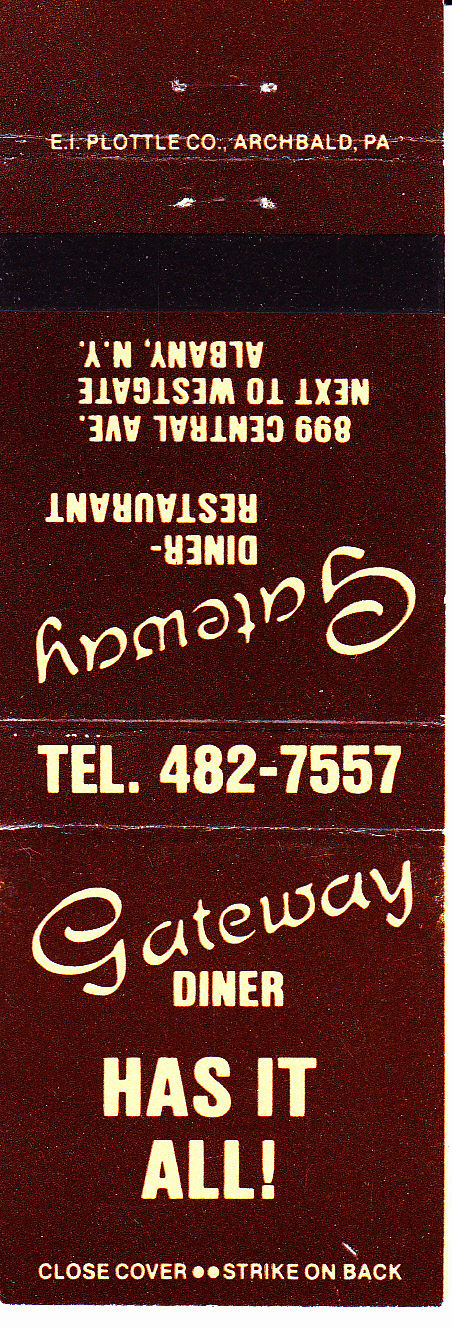 E.I. PLOTTLE CO., ARCHBALD, PA
Gateway
DINER-
RESTAURANT
899 CENTRAL AVE.
NEXT TO WESTGATE
ALBANY, N.Y.
TEL. 482-7557
Gateway
DINER
HAS IT
ALL!
CLOSE COVER ●● STRIKE ON BACK